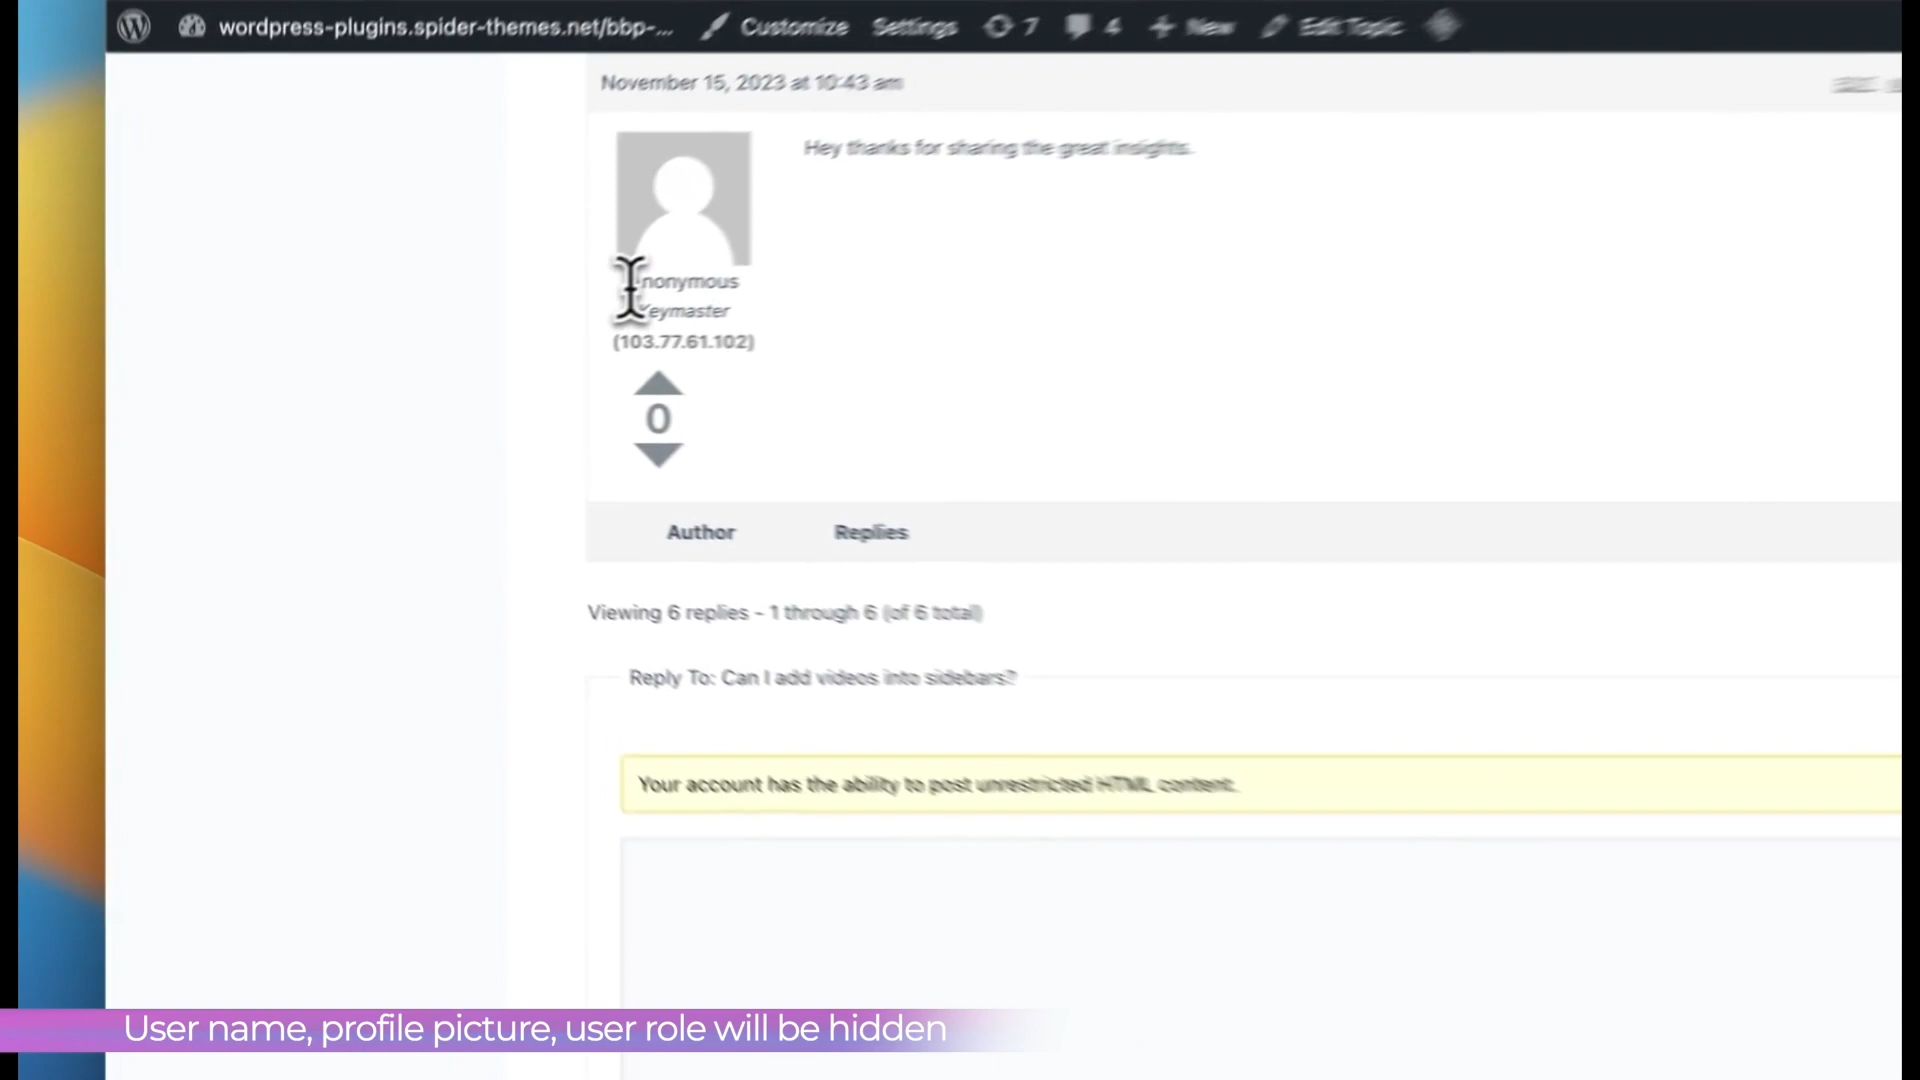 wordpress-plugins.spider-themes.net/bbp-... Customize Settings 7 4 New Edit Topic
November 15, 2023 at 10:43 am
Hey thanks for sharing the great insights.
nonymous
eymaster
(103.77.61.102)
0
Author Replies
Viewing 6 replies - 1 through 6 (of 6 total)
Reply To: Can I add videos into sidebars?
Your account has the ability to post unrestricted HTML content.
User name, profile picture, user role will be hidden